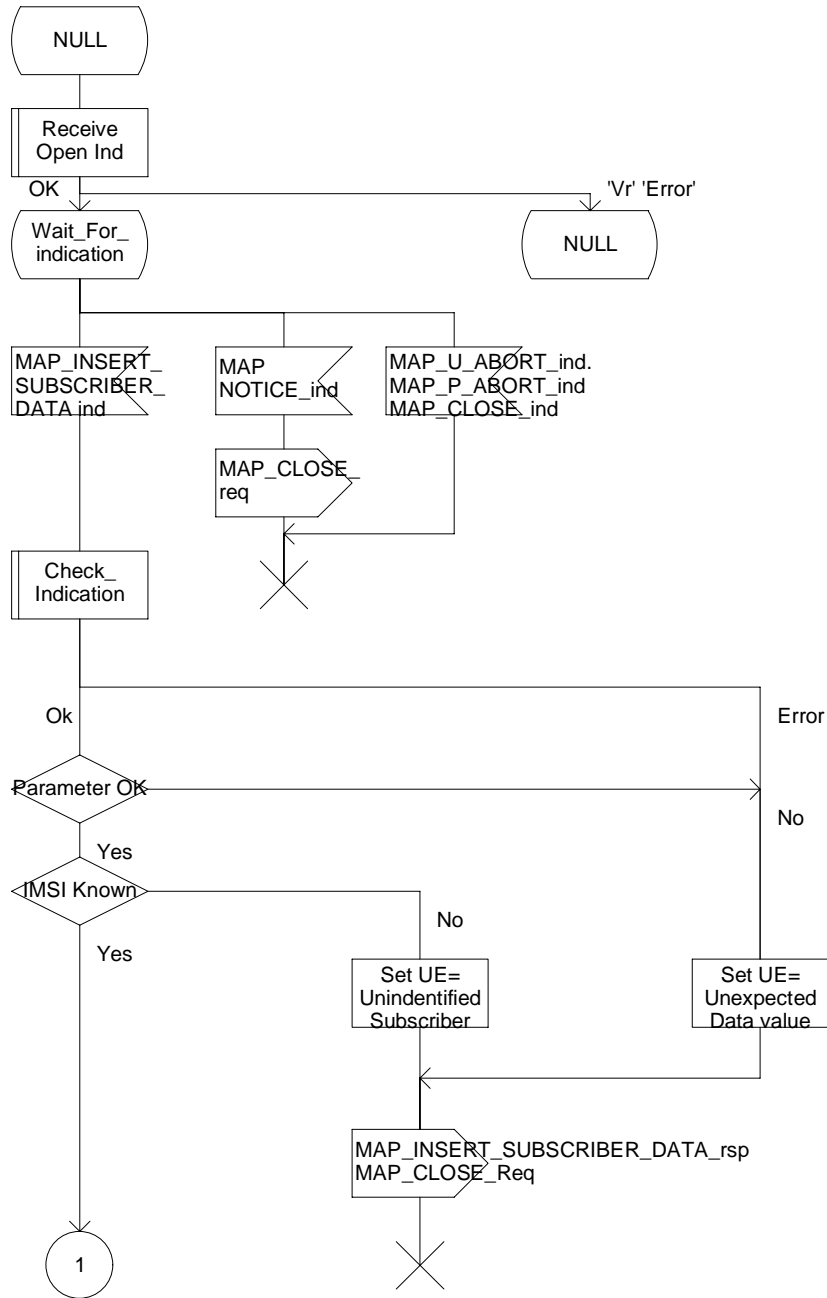 NULL
Receive
Open Ind
OK
'Vr' 'Error'
Wait_For_
indication
NULL
MAP_INSERT_
SUBSCRIBER_
DATA ind
MAP
NOTICE_ind
MAP_U_ABORT_ind.
MAP_P_ABORT_ind
MAP_CLOSE_ind
MAP_CLOSE_
req
Check_
Indication
Ok
Error
Parameter OK
No
Yes
IMSI Known
No
Yes
Set UE=
Unindentified
Subscriber
Set UE=
Unexpected
Data value
MAP_INSERT_SUBSCRIBER_DATA_rsp
MAP_CLOSE_Req
1